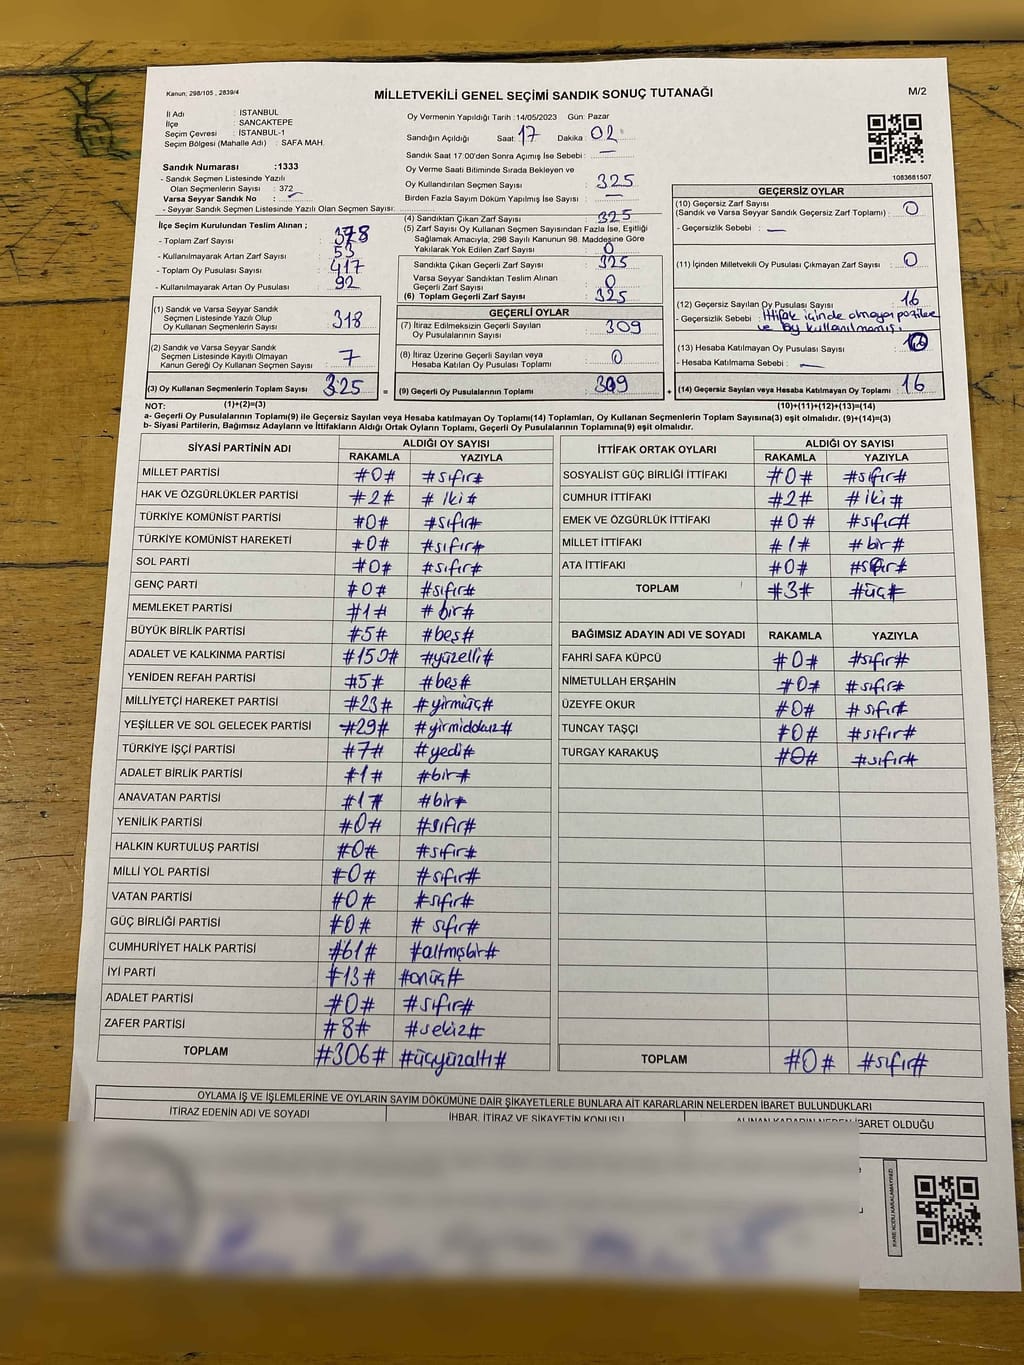 Kanun; 298/105 , 2839/4
MİLLETVEKİLİ GENEL SEÇİMİ SANDIK SONUÇ TUTANAĞI
M/2
İl Adı : İSTANBUL
İlçe : SANCAKTEPE
Seçim Çevresi : İSTANBUL-1
Seçim Bölgesi (Mahalle Adı) : SAFA MAH.
Oy Vermenin Yapıldığı Tarih :14/05/2023 Gün: Pazar
Sandığın Açıldığı Saat: 17 Dakika : 02
Sandık Saat 17:00'den Sonra Açımış İse Sebebi : —
Oy Verme Saati Bitiminde Sırada Bekleyen ve
Oy Kullandırılan Seçmen Sayısı : 325
Birden Fazla Sayım Döküm Yapılmış İse Sayısı : —
Sandık Numarası :1333
- Sandık Seçmen Listesinde Yazılı
Olan Seçmenlerin Sayısı : 372
Varsa Seyyar Sandık No : —
- Seyyar Sandık Seçmen Listesinde Yazılı Olan Seçmen Sayısı:
1083681507
İlçe Seçim Kurulundan Teslim Alınan ;
- Toplam Zarf Sayısı : 378
- Kullanılmayarak Artan Zarf Sayısı : 53
- Toplam Oy Pusulası Sayısı : 417
- Kullanılmayarak Artan Oy Pusulası : 92
(4) Sandıktan Çıkan Zarf Sayısı : 325
(5) Zarf Sayısı Oy Kullanan Seçmen Sayısından Fazla İse, Eşitliği
Sağlamak Amacıyla, 298 Sayılı Kanunun 98. Maddesine Göre
Yakılarak Yok Edilen Zarf Sayısı : 0
Sandıkta Çıkan Geçerli Zarf Sayısı : 325
Varsa Seyyar Sandıktan Teslim Alınan
Geçerli Zarf Sayısı : 0
(6) Toplam Geçerli Zarf Sayısı : 325
GEÇERSİZ OYLAR
(10) Geçersiz Zarf Sayısı
(Sandık ve Varsa Seyyar Sandık Geçersiz Zarf Toplamı) : 0
- Geçersizlik Sebebi : —
(11) İçinden Milletvekili Oy Pusulası Çıkmayan Zarf Sayısı : 0
(12) Geçersiz Sayılan Oy Pusulası Sayısı : 16
- Geçersizlik Sebebi : İttifak içinde olmayan
ve oy kullanılmamış
(13) Hesaba Katılmayan Oy Pusulası Sayısı :
- Hesaba Katılmama Sebebi : —
(14) Geçersiz Sayılan veya Hesaba Katılmayan Oy Toplamı : 16
(10)+(11)+(12)+(13)=(14)
(1) Sandık ve Varsa Seyyar Sandık
Seçmen Listesinde Yazılı Olup
Oy Kullanan Seçmenlerin Sayısı : 318
(2) Sandık ve Varsa Seyyar Sandık
Seçmen Listesinde Kayıtlı Olmayan
Kanun Gereği Oy Kullanan Seçmenlerin Sayısı : 7
(3) Oy Kullanan Seçmenlerin Toplam Sayısı : 325 =
(1)+(2)=(3)
GEÇERLİ OYLAR
(7) İtiraz Edilmeksizin Geçerli Sayılan
Oy Pusulalarının Sayısı : 309
(8) İtiraz Üzerine Geçerli Sayılan veya
Hesaba Katılan Oy Pusulası Toplamı : 0
(9) Geçerli Oy Pusulalarının Toplamı : 309 +
NOT:
a- Geçerli Oy Pusulalarının Toplamı(9) ile Geçersiz Sayılan veya Hesaba katılmayan Oy Toplamı(14) Toplamları, Oy Kullanan Seçmenlerin Toplam Sayısına(3) eşit olmalıdır. (9)+(14)=(3)
b- Siyasi Partilerin, Bağımsız Adayların ve İttifakların Aldığı Ortak Oyların Toplamı, Geçerli Oy Pusulalarının Toplamına(9) eşit olmalıdır.
SİYASİ PARTİNİN ADI ALDIĞI OY SAYISI
RAKAMLA YAZIYLA
MİLLET PARTİSİ #0# #sıfır#
HAK VE ÖZGÜRLÜKLER PARTİSİ #2# #iki#
TÜRKİYE KOMÜNİST PARTİSİ #0# #sıfır#
TÜRKİYE KOMÜNİST HAREKETİ #0# #sıfır#
SOL PARTİ #0# #sıfır#
GENÇ PARTİ #0# #sıfır#
MEMLEKET PARTİSİ #1# #bir#
BÜYÜK BİRLİK PARTİSİ #5# #beş#
ADALET VE KALKINMA PARTİSİ #150# #yüzelli#
YENİDEN REFAH PARTİSİ #5# #beş#
MİLLİYETÇİ HAREKET PARTİSİ #23# #yirmiüç#
YEŞİLLER VE SOL GELECEK PARTİSİ #29# #yirmidokuz#
TÜRKİYE İŞÇİ PARTİSİ #7# #yedi#
ADALET BİRLİK PARTİSİ #1# #bir#
ANAVATAN PARTİSİ #1# #bir#
YENİLİK PARTİSİ #0# #sıfır#
HALKIN KURTULUŞ PARTİSİ #0# #sıfır#
MİLLİ YOL PARTİSİ #0# #sıfır#
VATAN PARTİSİ #0# #sıfır#
GÜÇ BİRLİĞİ PARTİSİ #0# #sıfır#
CUMHURİYET HALK PARTİSİ #61# #altmışbir#
İYİ PARTİ #13# #onüç#
ADALET PARTİSİ #0# #sıfır#
ZAFER PARTİSİ #8# #sekiz#
TOPLAM #306# #üçyüzaltı#
İTTİFAK ORTAK OYLARI ALDIĞI OY SAYISI
RAKAMLA YAZIYLA
SOSYALİST GÜÇ BİRLİĞİ İTTİFAKI #0# #sıfır#
CUMHUR İTTİFAKI #2# #iki#
EMEK VE ÖZGÜRLÜK İTTİFAKI #0# #sıfır#
MİLLET İTTİFAKI #1# #bir#
ATA İTTİFAKI #0# #sıfır#
TOPLAM #3# #üç#
BAĞIMSIZ ADAYIN ADI VE SOYADI RAKAMLA YAZIYLA
FAHRİ SAFA KÜPCÜ #0# #sıfır#
NİMETULLAH ERŞAHİN #0# #sıfır#
ÜZEYFE OKUR #0# #sıfır#
TUNCAY TAŞÇI #0# #sıfır#
TURGAY KARAKUŞ #0# #sıfır#
TOPLAM #0# #sıfır#
OYLAMA İŞ VE İŞLEMLERİNE VE OYLARIN SAYIM DÖKÜMÜNE DAİR ŞİKAYETLERLE BUNLARA AİT KARARLARIN NELERDEN İBARET BULUNDUKLARI
İTİRAZ EDENİN ADI VE SOYADI
İHBAR, İTİRAZ VE ŞİKAYETİN KONUSU
ALINAN KARARIN NEDEN İBARET OLDUĞU
KARE KODU KARALAMAYINIZ!